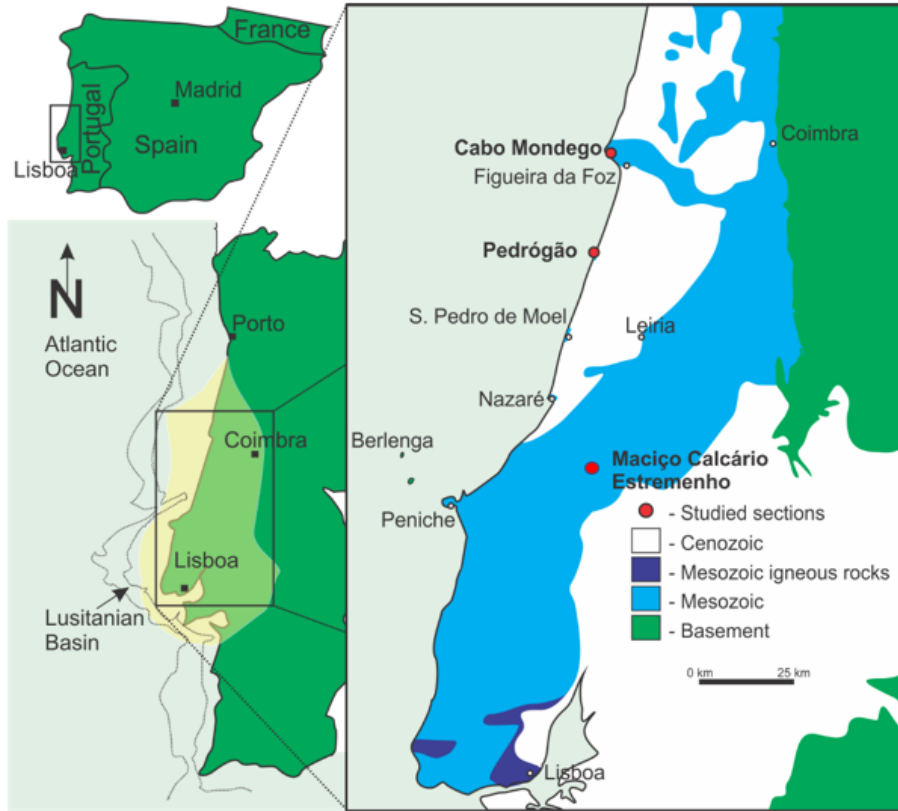 France
Madrid
Portugal
Spain
Lisboa
N
Atlantic
Ocean
Porto
Coimbra
Lisboa
Lusitanian
Basin
Coimbra
Cabo Mondego
Figueira da Foz
Pedrógão
S. Pedro de Moel
Leiria
Nazaré
Berlenga
Maciço Calcário
Estremenho
Peniche
- Studied sections
- Cenozoic
- Mesozoic igneous rocks
- Mesozoic
- Basement
0 km 25 km
Lisboa